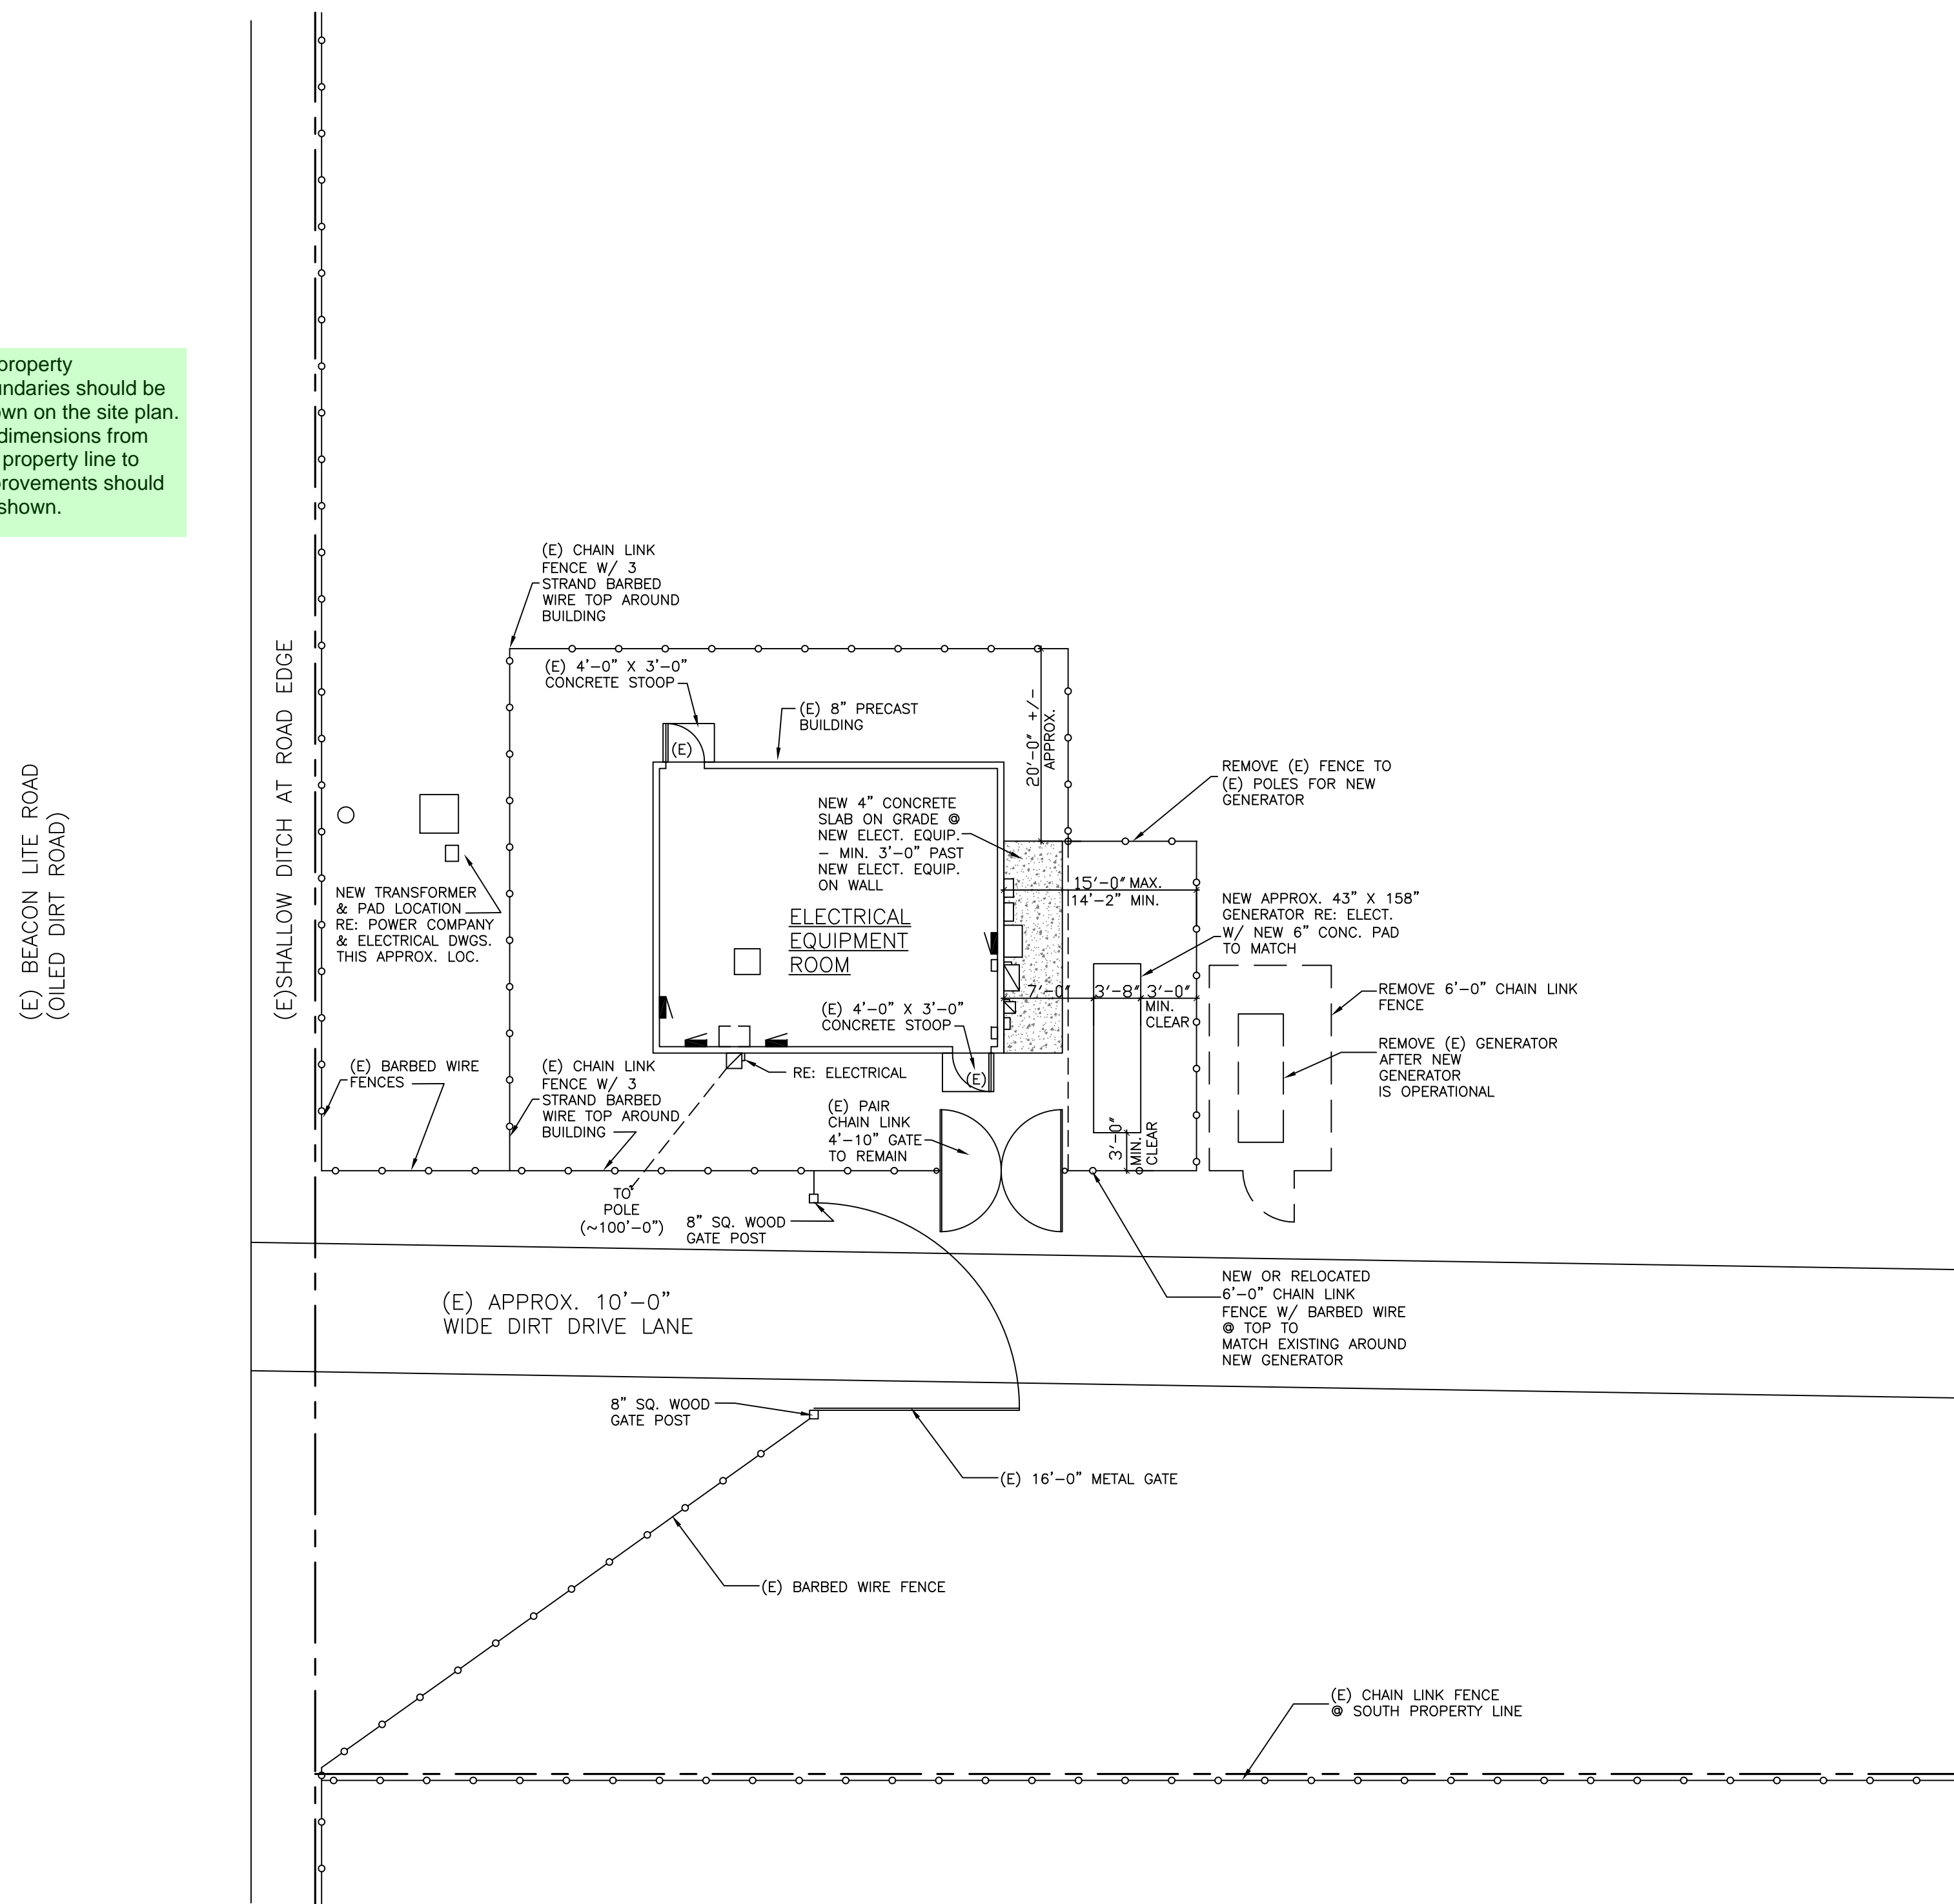 property
should be
on the site plan.
dimensions from
property line to
should
shown.
(E) BEACON LITE ROAD
(OILED DIRT ROAD)
(E)SHALLOW DITCH AT ROAD EDGE
(E) CHAIN LINK
FENCE W/ 3
STRAND BARBED
WIRE TOP AROUND
BUILDING
(E) 4'-0" X 3'-0"
CONCRETE STOOP
(E)
(E) 8" PRECAST
BUILDING
20'-0" +/-
APPROX.
REMOVE (E) FENCE TO
(E) POLES FOR NEW
GENERATOR
NEW 4" CONCRETE
SLAB ON GRADE @
NEW ELECT. EQUIP.
- MIN. 3'-0" PAST
NEW ELECT. EQUIP.
ON WALL
15'-0" MAX.
14'-2" MIN.
NEW TRANSFORMER
& PAD LOCATION
RE: POWER COMPANY
& ELECTRICAL DWGS.
THIS APPROX. LOC.
ELECTRICAL
EQUIPMENT
ROOM
NEW APPROX. 43" X 158"
GENERATOR RE: ELECT.
W/ NEW 6" CONC. PAD
TO MATCH
7'-0"
3'-8"
3'-0"
MIN.
CLEAR
REMOVE 6'-0" CHAIN LINK
FENCE
(E) 4'-0" X 3'-0"
CONCRETE STOOP
(E)
REMOVE (E) GENERATOR
AFTER NEW
GENERATOR
IS OPERATIONAL
(E) BARBED WIRE
FENCES
(E) CHAIN LINK
FENCE W/ 3
STRAND BARBED
WIRE TOP AROUND
BUILDING
RE: ELECTRICAL
(E) PAIR
CHAIN LINK
4'-10" GATE
TO REMAIN
3'-0"
MIN.
CLEAR
TO
POLE
(~100'-0")
8" SQ. WOOD
GATE POST
NEW OR RELOCATED
6'-0" CHAIN LINK
FENCE W/ BARBED WIRE
@ TOP TO
MATCH EXISTING AROUND
NEW GENERATOR
(E) APPROX. 10'-0"
WIDE DIRT DRIVE LANE
8" SQ. WOOD
GATE POST
(E) 16'-0" METAL GATE
(E) BARBED WIRE FENCE
(E) CHAIN LINK FENCE
@ SOUTH PROPERTY LINE